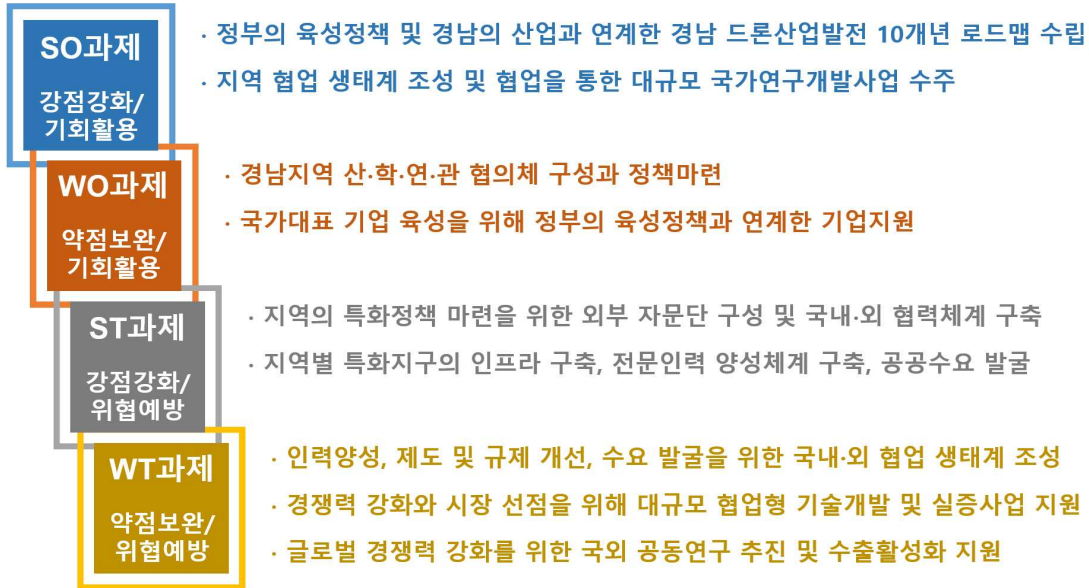 SO과제
강점강화/
기회활용
· 정부의 육성정책 및 경남의 산업과 연계한 경남 드론산업발전 10개년 로드맵 수립
· 지역 협업 생태계 조성 및 협업을 통한 대규모 국가연구개발사업 수주
WO과제
약점보완/
기회활용
· 경남지역 산·학·연·관 협의체 구성과 정책마련
· 국가대표 기업 육성을 위해 정부의 육성정책과 연계한 기업지원
ST과제
강점강화/
위협예방
· 지역의 특화정책 마련을 위한 외부 자문단 구성 및 국내·외 협력체계 구축
· 지역별 특화지구의 인프라 구축, 전문인력 양성체계 구축, 공공수요 발굴
WT과제
약점보완/
위협예방
· 인력양성, 제도 및 규제 개선, 수요 발굴을 위한 국내·외 협업 생태계 조성
· 경쟁력 강화와 시장 선점을 위해 대규모 협업형 기술개발 및 실증사업 지원
· 글로벌 경쟁력 강화를 위한 국외 공동연구 추진 및 수출활성화 지원